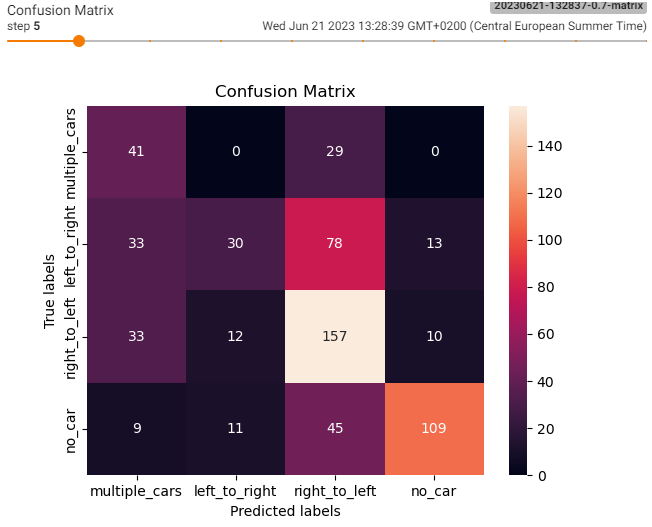 Confusion Matrix
20230621-132837-0.7-matrix
step 5
Wed Jun 21 2023 13:28:39 GMT+0200 (Central European Summer Time)
Confusion Matrix
True labels
multiple_cars
41 0 29 0
left_to_right
33 30 78 13
right_to_left
33 12 157 10
no_car
9 11 45 109
multiple_cars left_to_right right_to_left no_car
Predicted labels
140
120
100
80
60
40
20
0